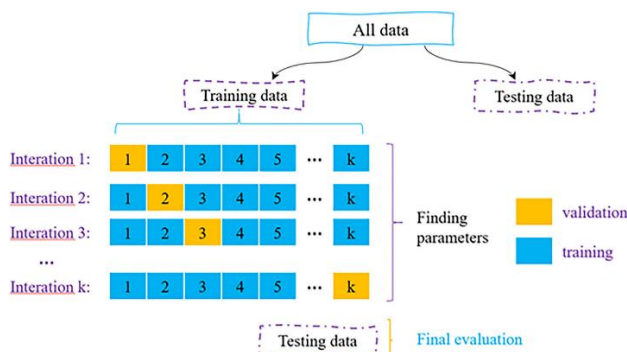 All data
Training data
Testing data
Interation 1: 1 2 3 4 5 ... k
Interation 2: 1 2 3 4 5 ... k
Interation 3: 1 2 3 4 5 ... k
...
Interation k: 1 2 3 4 5 ... k
Finding
parameters
validation
training
Testing data
Final evaluation